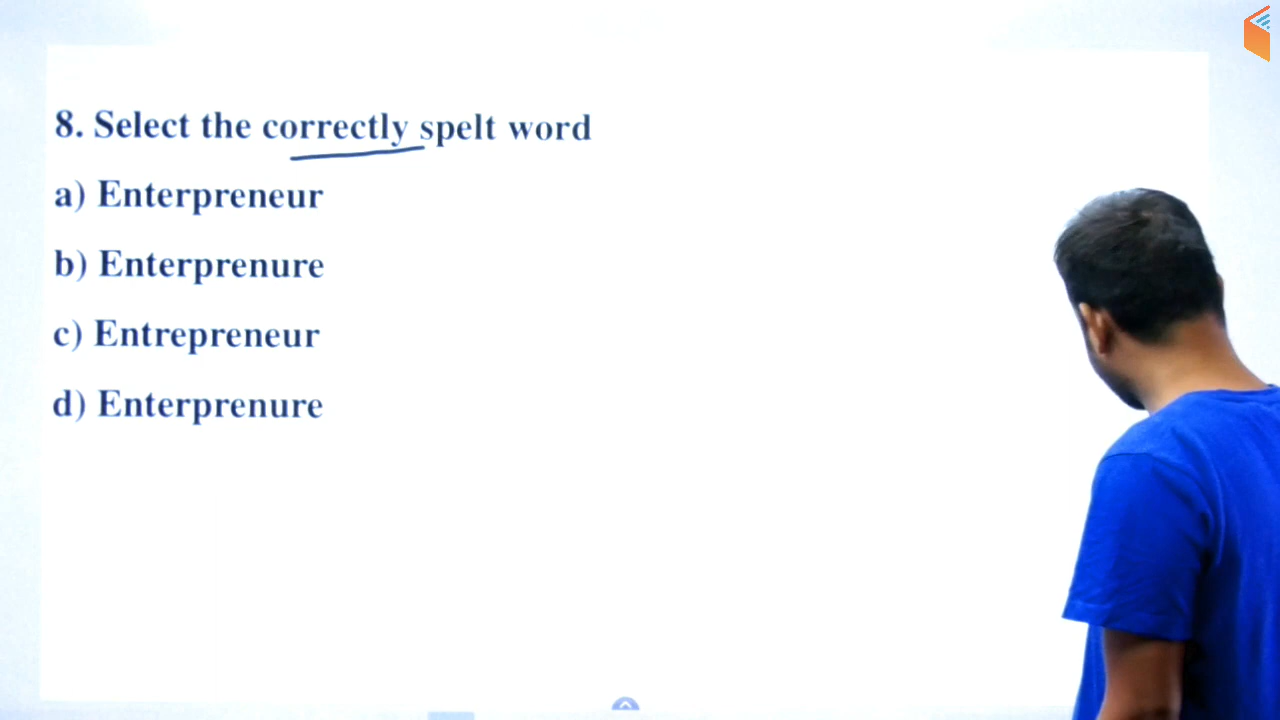 8. Select the correctly spelt word
a) Enterpreneur
b) Enterprenure
c) Entrepreneur
d) Enterprenure